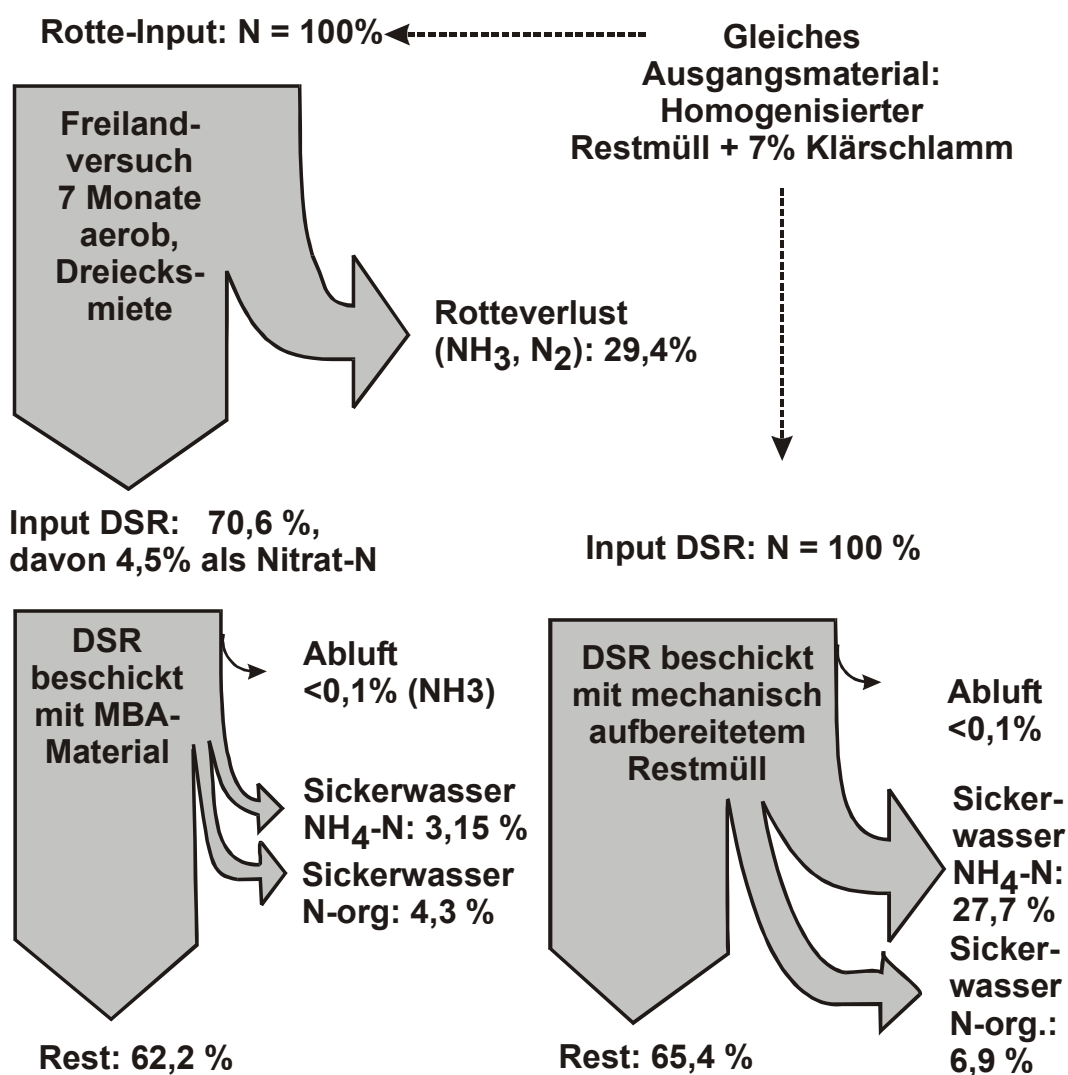 Rotte-Input: N = 100%
Gleiches
Ausgangsmaterial:
Homogenisierter
Restmüll + 7% Klärschlamm
Freiland-
versuch
7 Monate
aerob,
Dreiecks-
miete
Rotteverlust
(NH3, N2): 29,4%
Input DSR: 70,6 %,
davon 4,5% als Nitrat-N
Input DSR: N = 100 %
DSR
beschickt
mit MBA-
Material
Abluft
<0,1% (NH3)
Sickerwasser
NH4-N: 3,15 %
Sickerwasser
N-org: 4,3 %
Rest: 62,2 %
DSR beschickt
mit mechanisch
aufbereitetem
Restmüll
Abluft
<0,1%
Sicker-
wasser
NH4-N:
27,7 %
Sicker-
wasser
N-org.:
6,9 %
Rest: 65,4 %